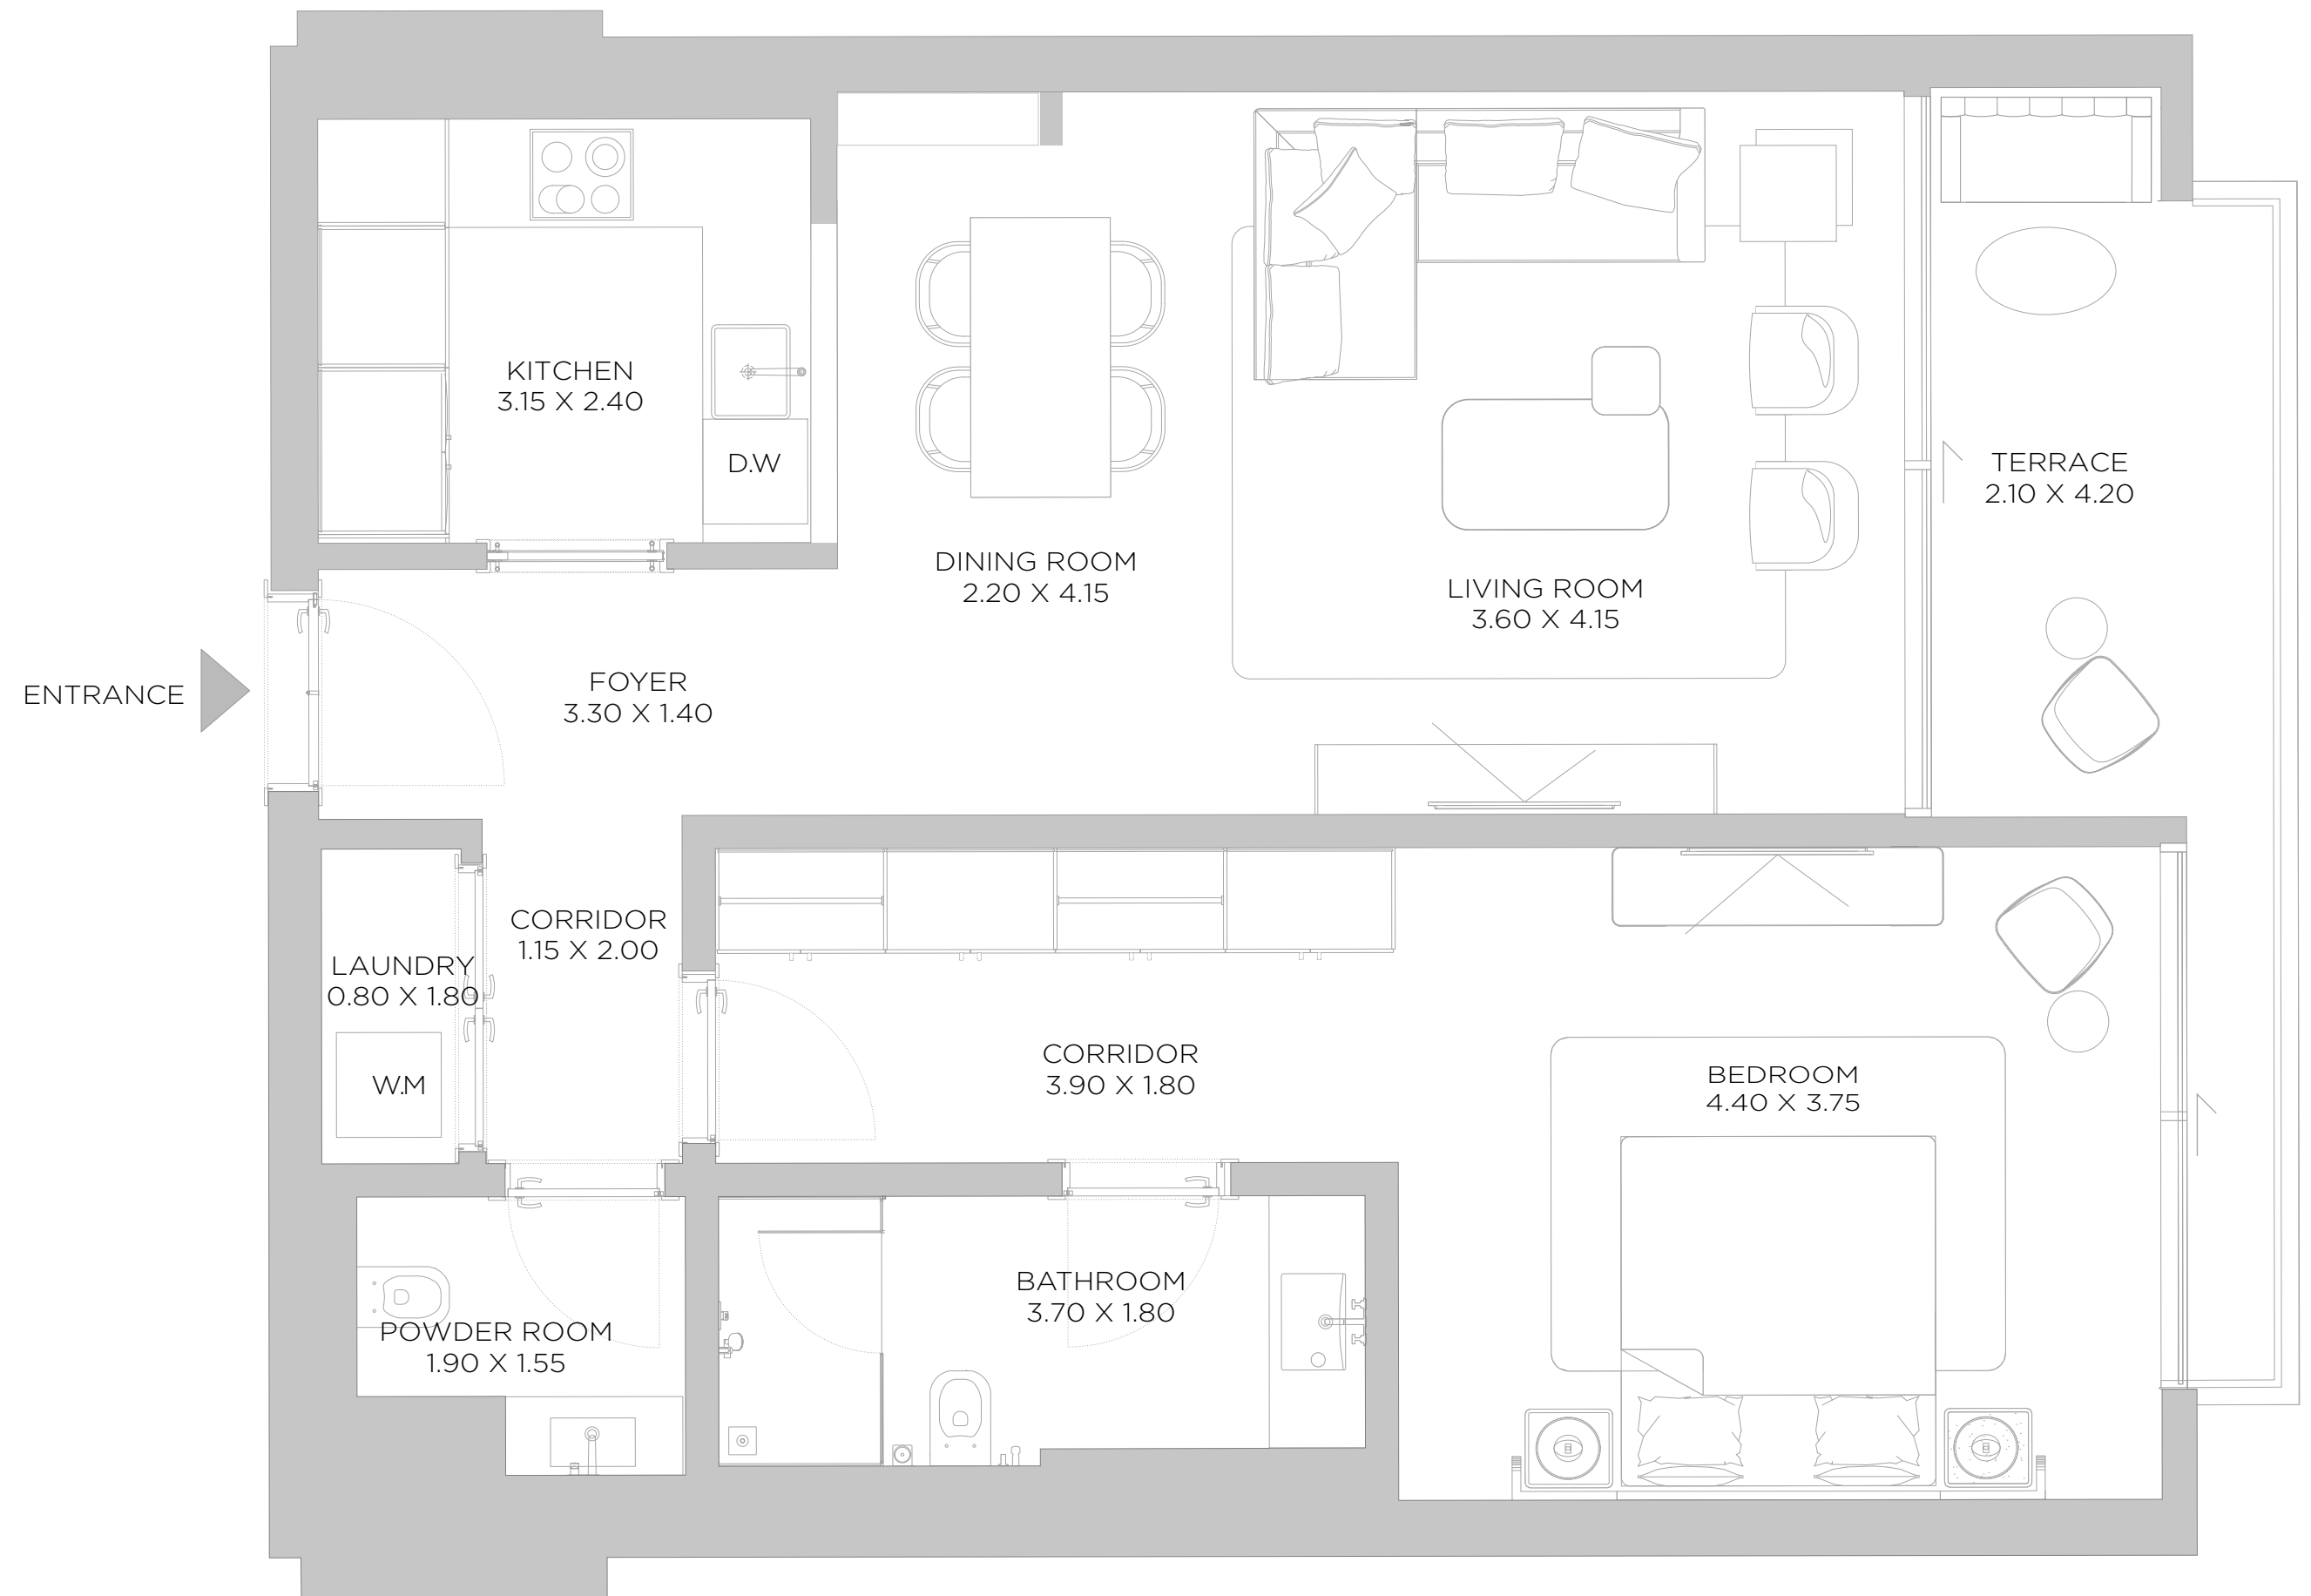 KITCHEN
3.15 X 2.40
D.W
TERRACE
2.10 X 4.20
DINING ROOM
2.20 X 4.15
LIVING ROOM
3.60 X 4.15
ENTRANCE
FOYER
3.30 X 1.40
CORRIDOR
1.15 X 2.00
LAUNDRY
0.80 X 1.80
W.M
CORRIDOR
3.90 X 1.80
BEDROOM
4.40 X 3.75
BATHROOM
3.70 X 1.80
POWDER ROOM
1.90 X 1.55